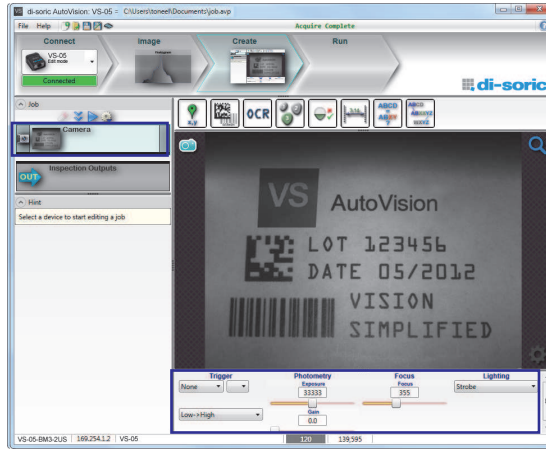 di-soric AutoVision: VS-05 = C:\Users\toneel\Documents\job.avp
File Help
Acquire Complete
Connect
Image
Create
Run
VS-05
Edit mode
Connected
di-soric
Job
Camera
Inspection Outputs
OUT
Hint
Select a device to start editing a job
x,y
OCR
ABCD
VS AutoVision
LOT 123456
DATE 05/2012
VISION
SIMPLIFIED
Trigger
Photometry
Focus
Lighting
None
Exposure
33333
Focus
355
Strobe
Low->High
Gain
0.0
VS-05-BM3-2US 169.254.1.2 VS-05 120 139;595